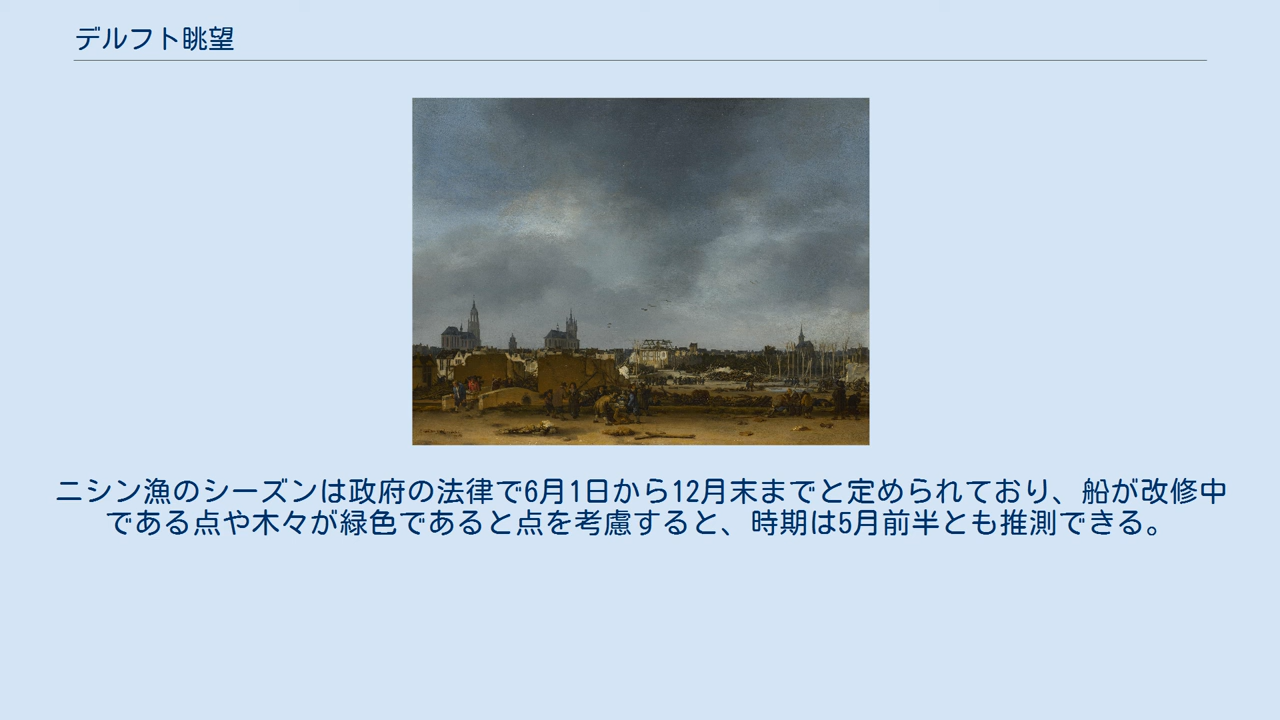 デルフト眺望
ニシン漁のシーズンは政府の法律で6月1日から12月末までと定められており、船が改修中
である点や木々が緑色であると点を考慮すると、時期は5月前半とも推測できる。